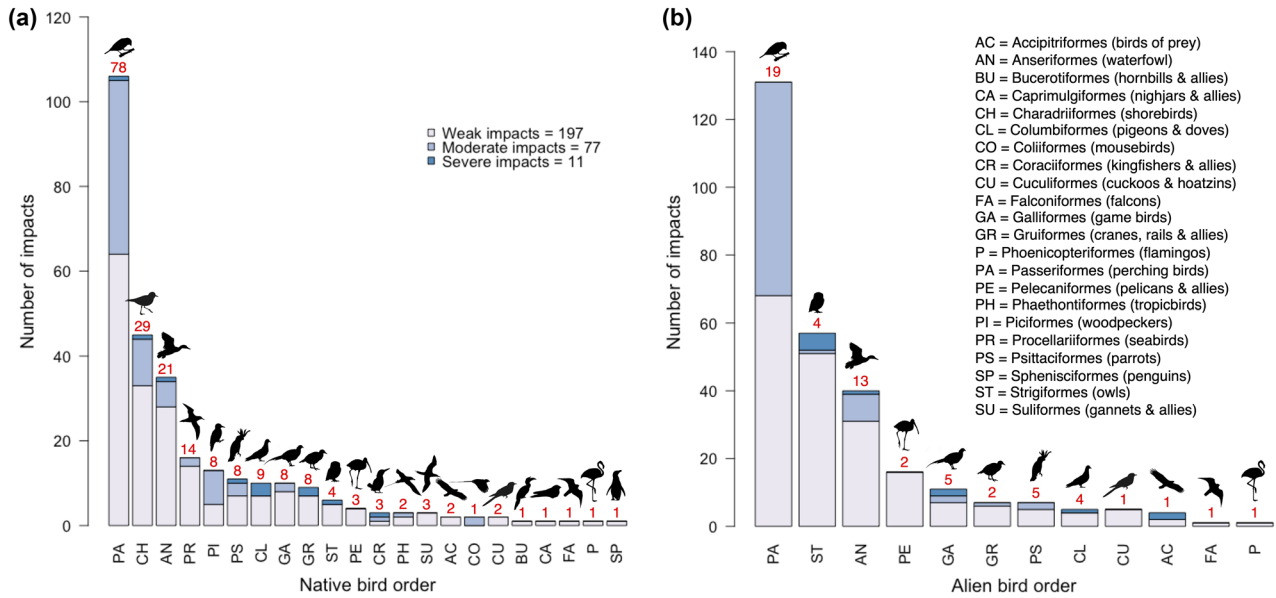 (a)
120
100
80
60
40
20
0
Number of impacts
78
29
21
14
8
8
9
8
8
4
3
3
2
3
2
1
2
1
1
1
1
1
Weak impacts = 197
Moderate impacts = 77
Severe impacts = 11
PA CH AN PR PI PS CL GA GR ST PE CR PH SU AC CO CU BU CA FA P SP
Native bird order
(b)
140
120
100
80
60
40
20
0
Number of impacts
19
4
13
2
5
2
5
4
1
1
1
1
AC = Accipitriformes (birds of prey)
AN = Anseriformes (waterfowl)
BU = Bucerotiformes (hornbills & allies)
CA = Caprimulgiformes (nighjars & allies)
CH = Charadriiformes (shorebirds)
CL = Columbiformes (pigeons & doves)
CO = Coliiformes (mousebirds)
CR = Coraciiformes (kingfishers & allies)
CU = Cuculiformes (cuckoos & hoatzins)
FA = Falconiformes (falcons)
GA = Galliformes (game birds)
GR = Gruiformes (cranes, rails & allies)
P = Phoenicopteriformes (flamingos)
PA = Passeriformes (perching birds)
PE = Pelecaniformes (pelicans & allies)
PH = Phaethontiformes (tropicbirds)
PI = Piciformes (woodpeckers)
PR = Procellariiformes (seabirds)
PS = Psittaciformes (parrots)
SP = Sphenisciformes (penguins)
ST = Strigiformes (owls)
SU = Suliformes (gannets & allies)
PA ST AN PE GA GR PS CL CU AC FA P
Alien bird order